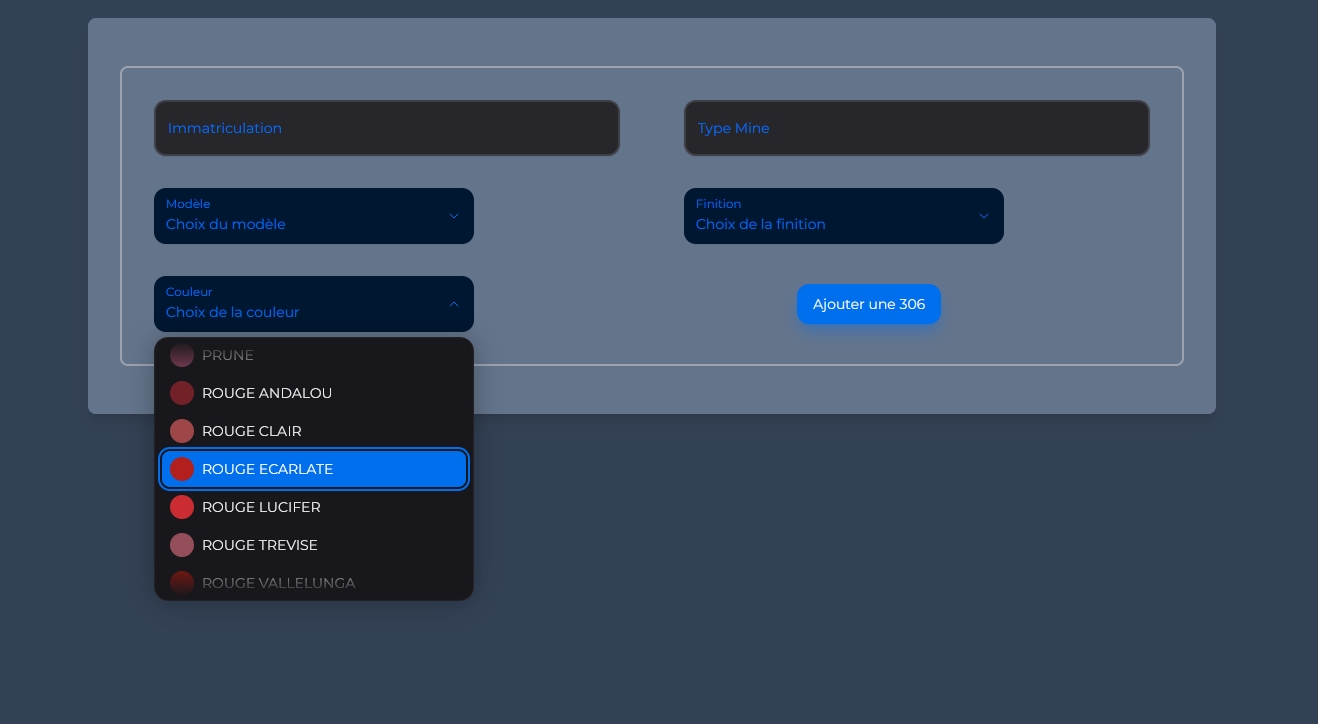 Immatriculation
Type Mine
Modèle
Choix du modèle
Finition
Choix de la finition
Couleur
Choix de la couleur
Ajouter une 306
PRUNE
ROUGE ANDALOU
ROUGE CLAIR
ROUGE ECARLATE
ROUGE LUCIFER
ROUGE TREVISE
ROUGE VALLELUNGA